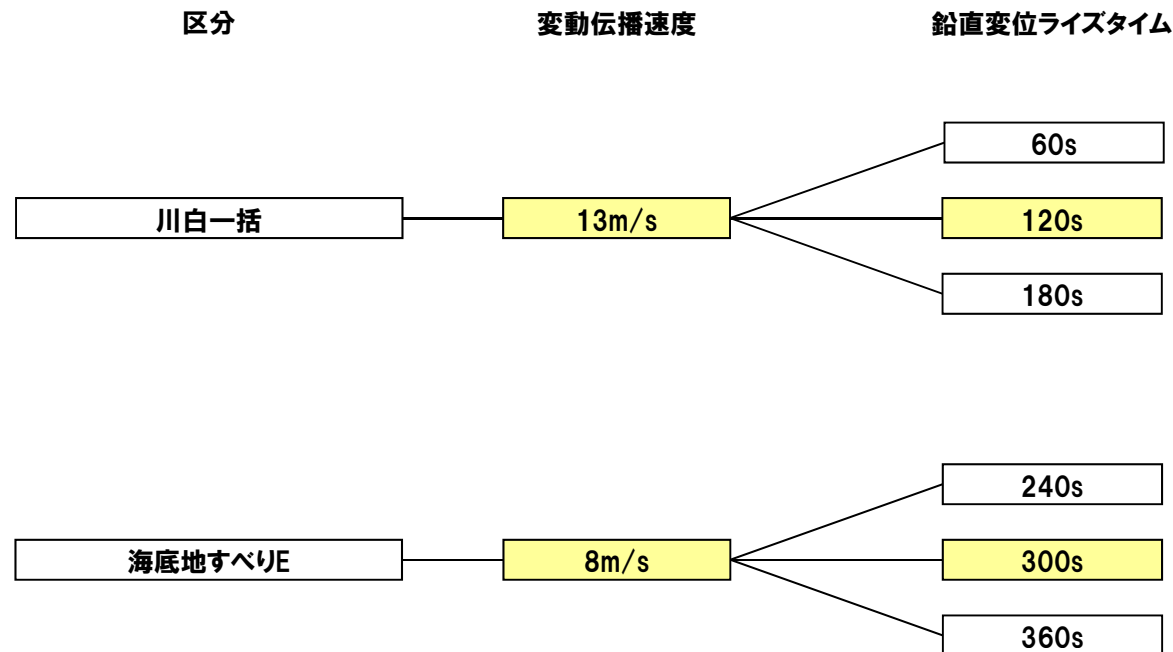 区分 変動伝播速度 鉛直変位ライズタイム
60s
川白一括 13m/s 120s
180s
240s
海底地すべりE 8m/s 300s
360s